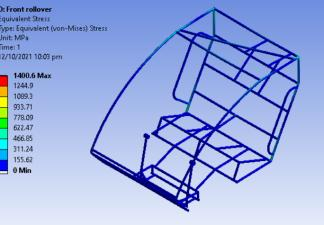 D: Front rollover
Equivalent Stress
Type: Equivalent (von-Mises) Stress
Unit: MPa
Time: 1
12/10/2021 10:03 pm
1400.6 Max
1244.9
1089.3
933.71
778.09
622.47
466.85
311.24
155.62
0 Min